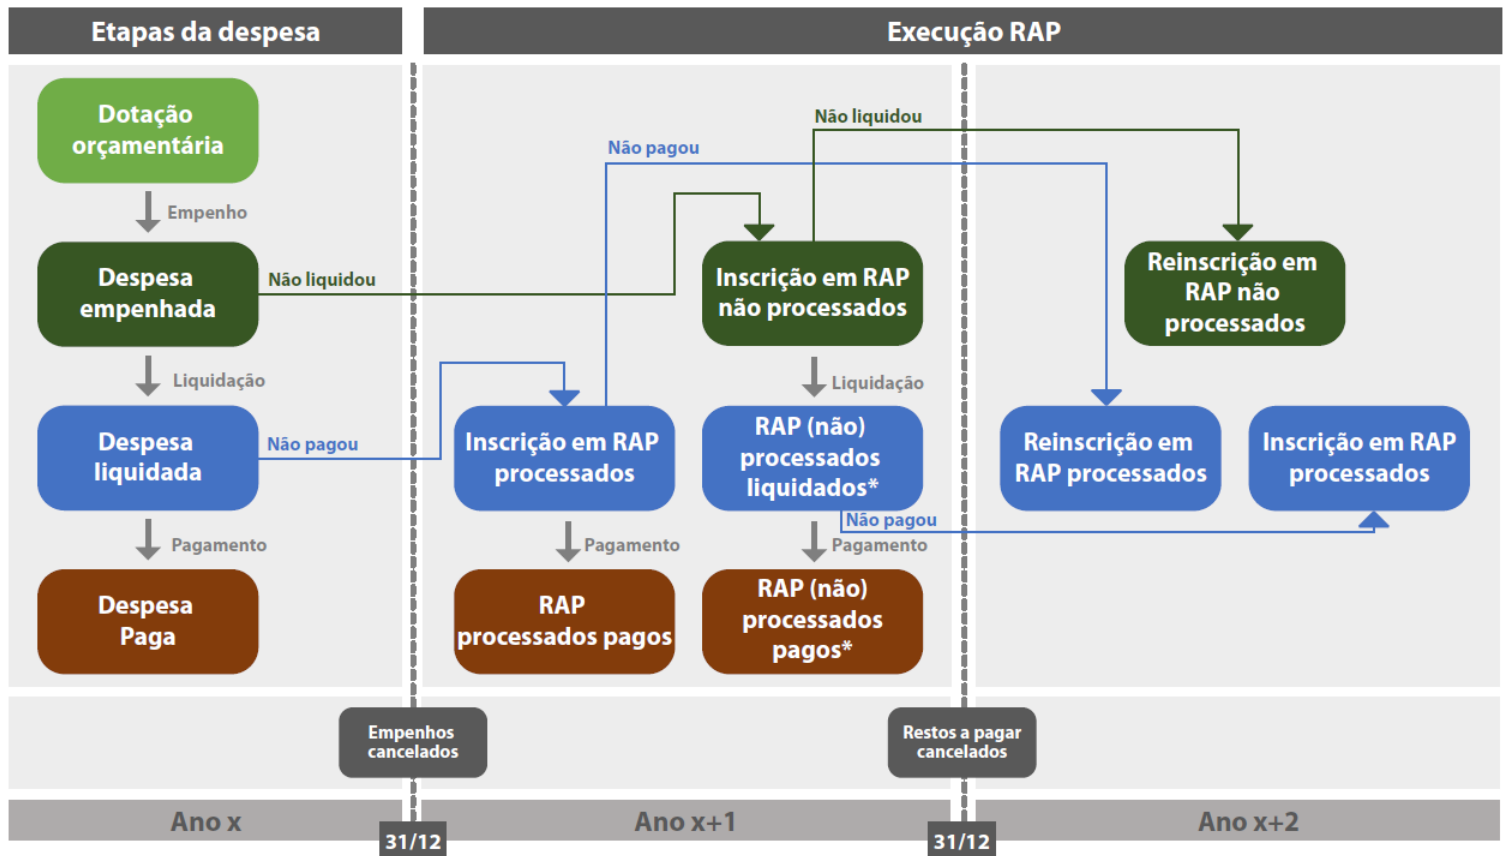 Etapas da despesa
Execução RAP
Dotação
orçamentária
Empenho
Despesa
empenhada
Não liquidou
Liquidação
Despesa
liquidada
Não pagou
Pagamento
Despesa
Paga
Não pagou
Não liquidou
Inscrição em RAP
não processados
Liquidação
Inscrição em RAP
processados
RAP (não)
processados
liquidados*
Não pagou
Pagamento
Pagamento
RAP
processados pagos
RAP (não)
processados
pagos*
Reinscrição em
RAP não
processados
Reinscrição em
RAP processados
Inscrição em RAP
processados
Empenhos
cancelados
Restos a pagar
cancelados
Ano x
31/12
Ano x+1
31/12
Ano x+2